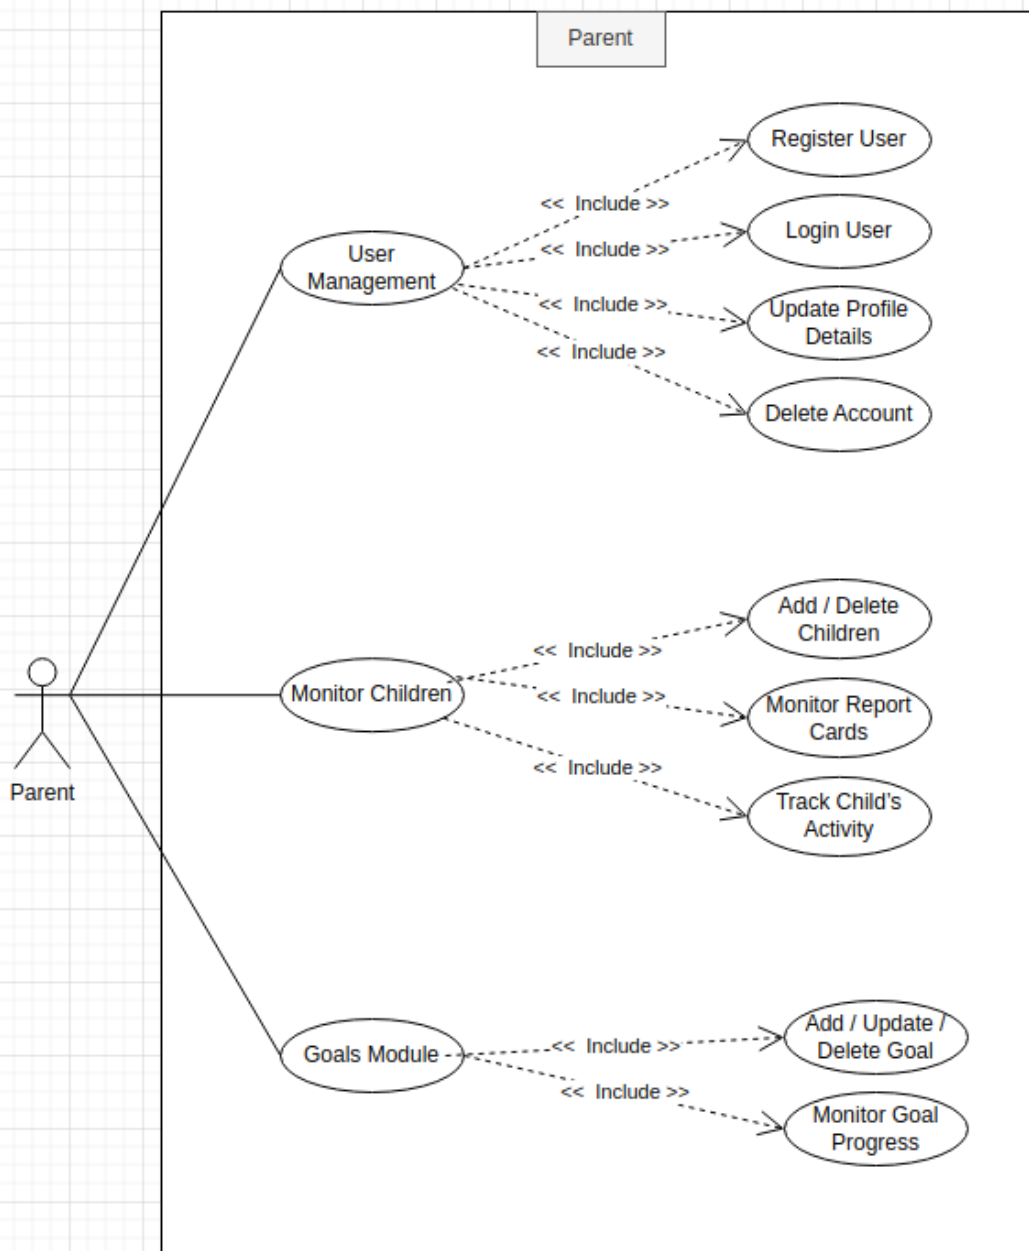 Parent
Register User
<< Include >>
Login User
<< Include >>
User
Management
Update Profile
Details
<< Include >>
<< Include >>
Delete Account
Add / Delete
Children
<< Include >>
Monitor Children
<< Include >>
Monitor Report
Cards
<< Include >>
Track Child's
Activity
Parent
Add / Update /
Delete Goal
<< Include >>
Goals Module
<< Include >>
Monitor Goal
Progress